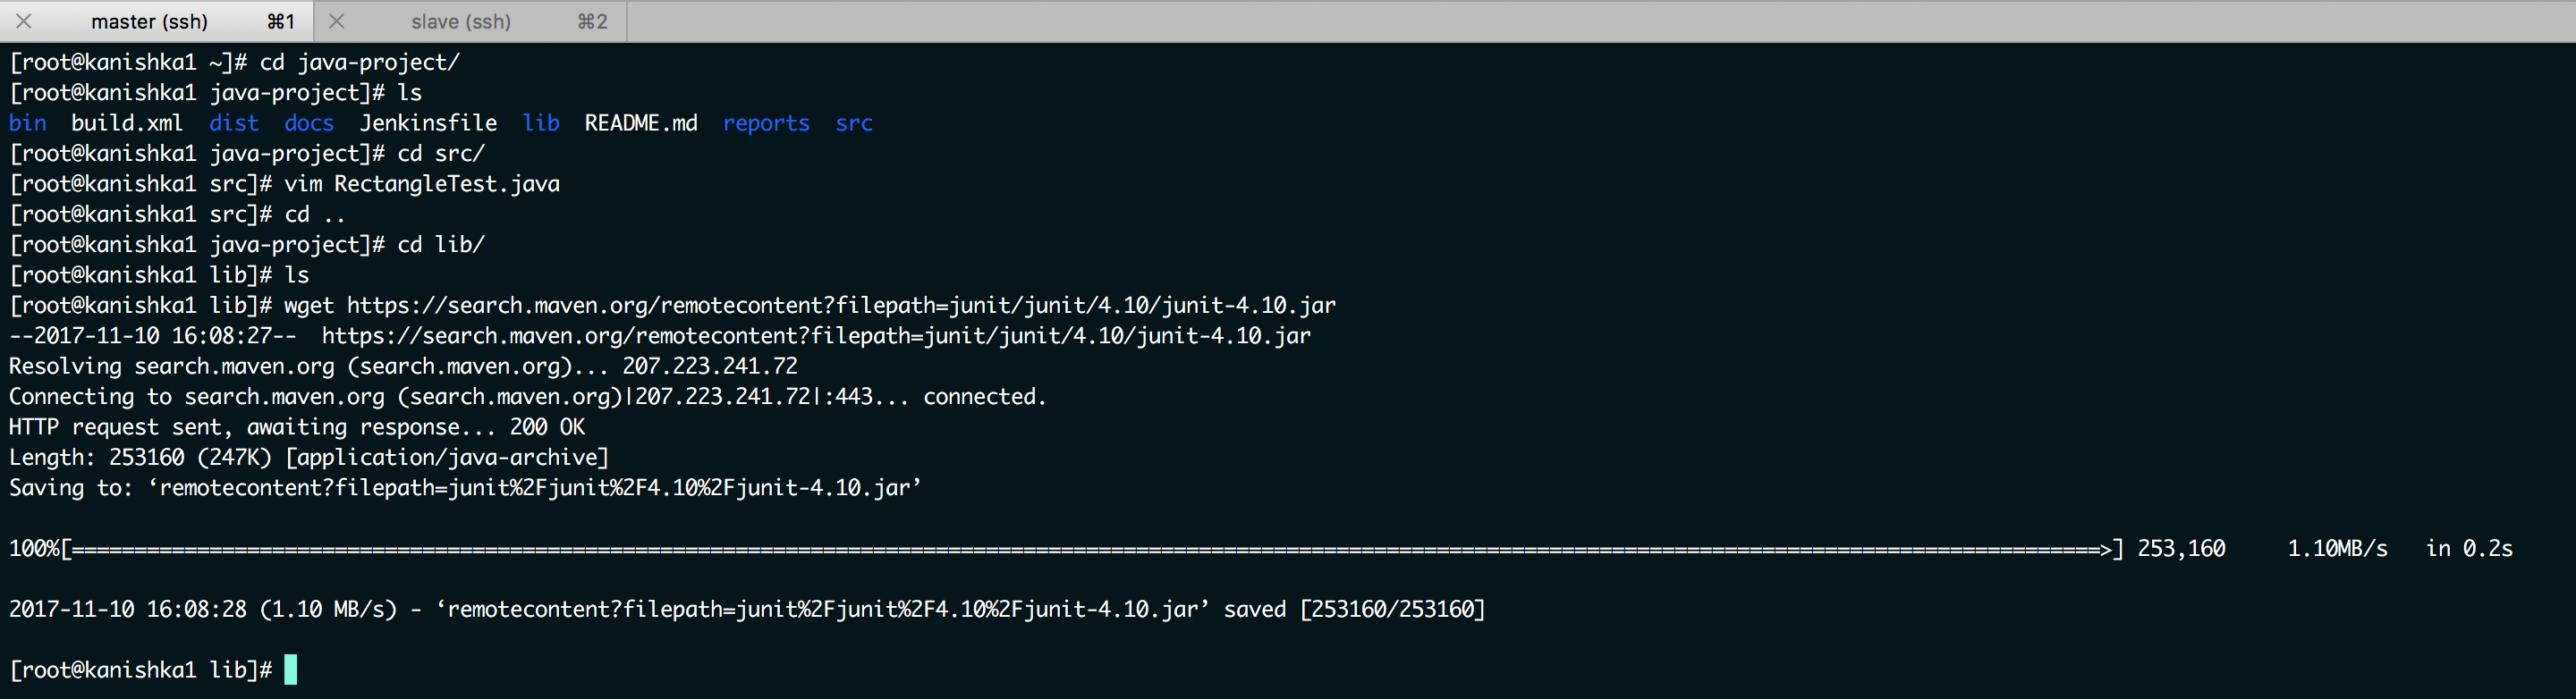 master (ssh) ⌘1 slave (ssh) ⌘2
[root@kanishka1 ~]# cd java-project/
[root@kanishka1 java-project]# ls
bin build.xml dist docs Jenkinsfile lib README.md reports src
[root@kanishka1 java-project]# cd src/
[root@kanishka1 src]# vim RectangleTest.java
[root@kanishka1 src]# cd ..
[root@kanishka1 java-project]# cd lib/
[root@kanishka1 lib]# ls
[root@kanishka1 lib]# wget https://search.maven.org/remotecontent?filepath=junit/junit/4.10/junit-4.10.jar
--2017-11-10 16:08:27-- https://search.maven.org/remotecontent?filepath=junit/junit/4.10/junit-4.10.jar
Resolving search.maven.org (search.maven.org)... 207.223.241.72
Connecting to search.maven.org (search.maven.org)|207.223.241.72|:443... connected.
HTTP request sent, awaiting response... 200 OK
Length: 253160 (247K) [application/java-archive]
Saving to: ‘remotecontent?filepath=junit%2Fjunit%2F4.10%2Fjunit-4.10.jar’
100%[==================================================================================================================================================================>] 253,160 1.10MB/s in 0.2s
2017-11-10 16:08:28 (1.10 MB/s) - ‘remotecontent?filepath=junit%2Fjunit%2F4.10%2Fjunit-4.10.jar’ saved [253160/253160]
[root@kanishka1 lib]#